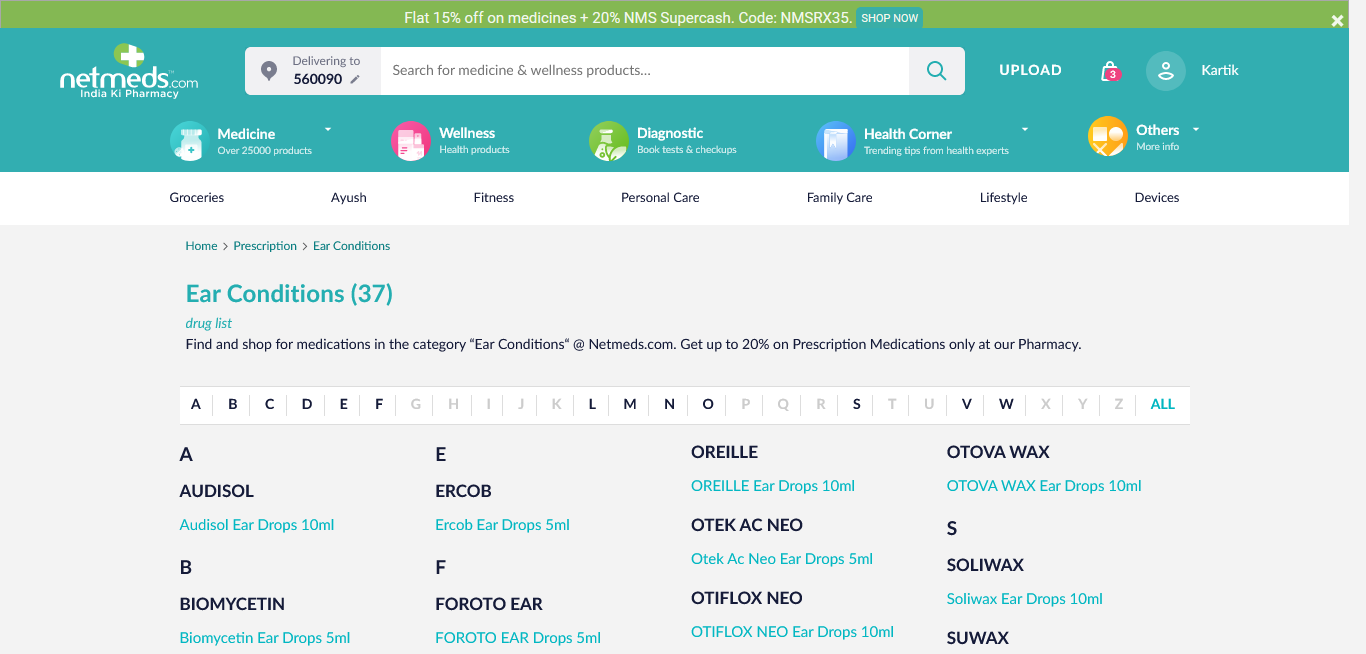 Flat 15% off on medicines + 20% NMS Supercash. Code: NMSRX35. SHOP NOW
netmeds.com
India Ki Pharmacy
Delivering to
560090
Search for medicine & wellness products...
UPLOAD
3
Kartik
Medicine
Over 25000 products
Wellness
Health products
Diagnostic
Book tests & checkups
Health Corner
Trending tips from health experts
Others
More info
Groceries Ayush Fitness Personal Care Family Care Lifestyle Devices
Home > Prescription > Ear Conditions
Ear Conditions (37)
drug list
Find and shop for medications in the category “Ear Conditions“ @ Netmeds.com. Get up to 20% on Prescription Medications only at our Pharmacy.
A B C D E F G H I J K L M N O P Q R S T U V W X Y Z ALL
A
AUDISOL
Audisol Ear Drops 10ml
B
BIOMYCETIN
Biomycetin Ear Drops 5ml
E
ERCOB
Ercob Ear Drops 5ml
F
FOROTO EAR
FOROTO EAR Drops 5ml
OREILLE
OREILLE Ear Drops 10ml
OTEK AC NEO
Otek Ac Neo Ear Drops 5ml
OTIFLOX NEO
OTIFLOX NEO Ear Drops 10ml
OTOVA WAX
OTOVA WAX Ear Drops 10ml
S
SOLIWAX
Soliwax Ear Drops 10ml
SUWAX